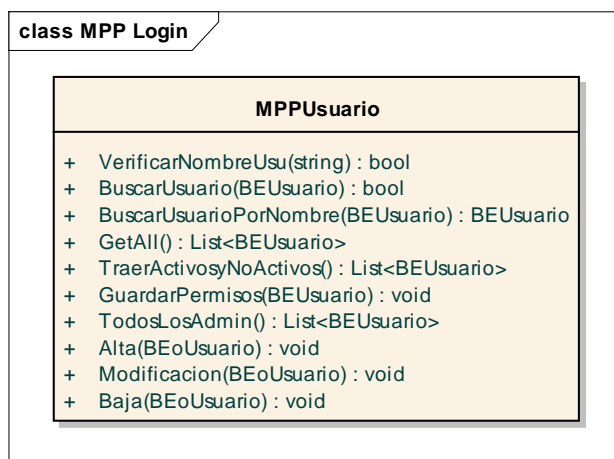 class MPP Login
MPPUsuario
+ VerificarNombreUsu(string) : bool
+ BuscarUsuario(BEUsuario) : bool
+ BuscarUsuarioPorNombre(BEUsuario) : BEUsuario
+ GetAll() : List<BEUsuario>
+ TraerActivosyNoActivos() : List<BEUsuario>
+ GuardarPermisos(BEUsuario) : void
+ TodosLosAdmin() : List<BEUsuario>
+ Alta(BEoUsuario) : void
+ Modificacion(BEoUsuario) : void
+ Baja(BEoUsuario) : void